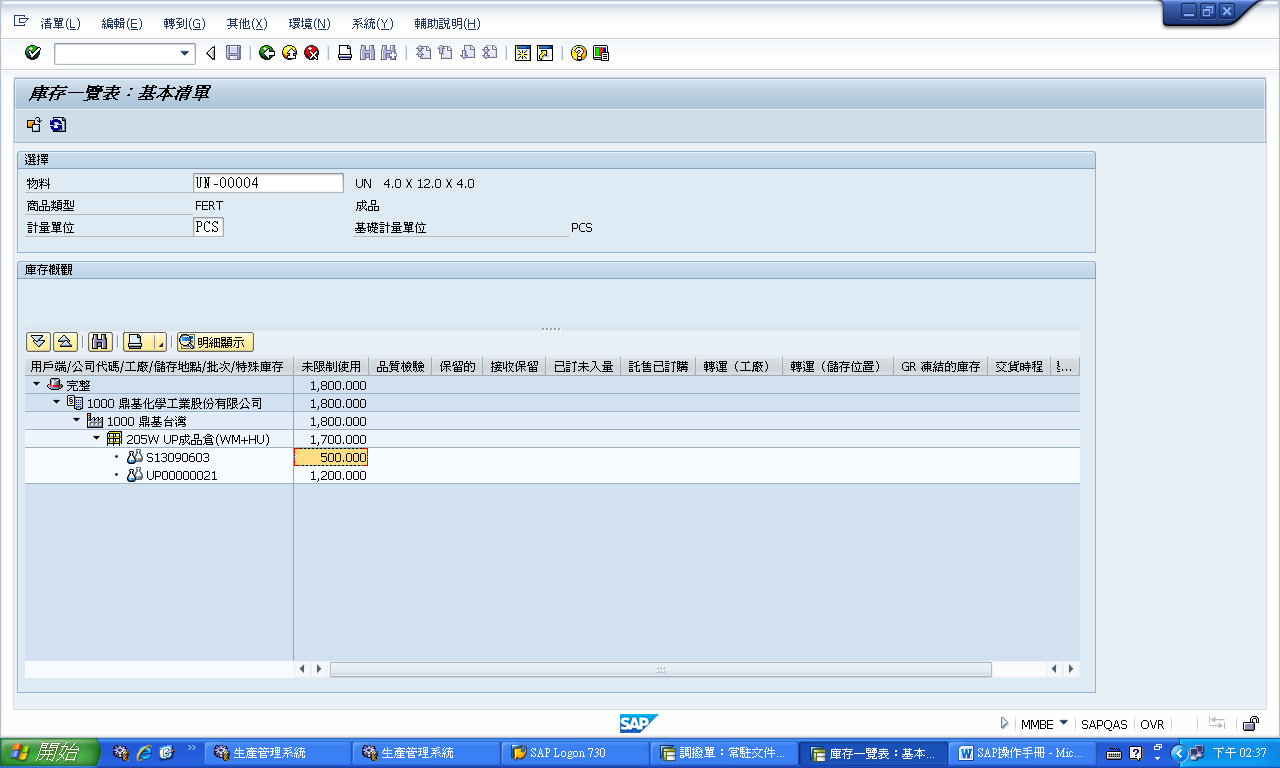 清單(L) 編輯(E) 轉到(G) 其他(X) 環境(N) 系統(Y) 輔助說明(H)
庫存一覽表：基本清單
選擇
物料 UN-00004 UN 4.0 X 12.0 X 4.0
商品類型 FERT 成品
計量單位 PCS 基礎計量單位 PCS
庫存概觀
明細顯示
用戶端/公司代碼/工廠/儲存地點/批次/特殊庫存 未限制使用 品質檢驗 保留的 接收保留 已訂未入量 託售已訂購 轉運（工廠） 轉運（儲存位置） GR 凍結的庫存 交貨時程
完整 1,800.000
1000 鼎基化學工業股份有限公司 1,800.000
1000 鼎基台灣 1,800.000
205W UP成品倉(WM+HU) 1,700.000
S13090603 500.000
UP00000021 1,200.000
SAP MMBE SAPQAS OVR
開始 生產管理系統 生產管理系統 SAP Logon 730 調撥單：常駐文件... 庫存一覽表：基本... SAP操作手冊 - Mic... 下午 02:37